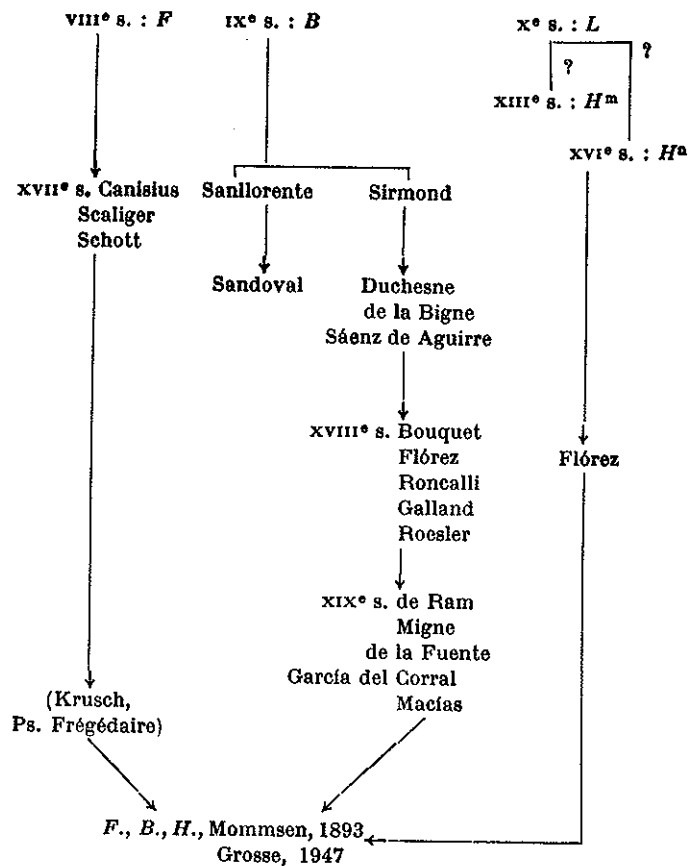 VIIIᵉ s. : F
IXᵉ s. : B
Xᵉ s. : L
?
?
XIIIᵉ s. : Hᵐ
XVIᵉ s. : Hⁿ
XVIIᵉ s. Canisius
Scaliger
Schott
Sanllorente
Sirmond
Sandoval
Duchesne
de la Bigne
Sáenz de Aguirre
XVIIIᵉ s. Bouquet
Flórez
Roncalli
Galland
Roesler
Flórez
XIXᵉ s. de Ram
Migne
de la Fuente
García del Corral
Macías
(Krusch,
Ps. Frégédaire)
F., B., H., Mommsen, 1893
Grosse, 1947